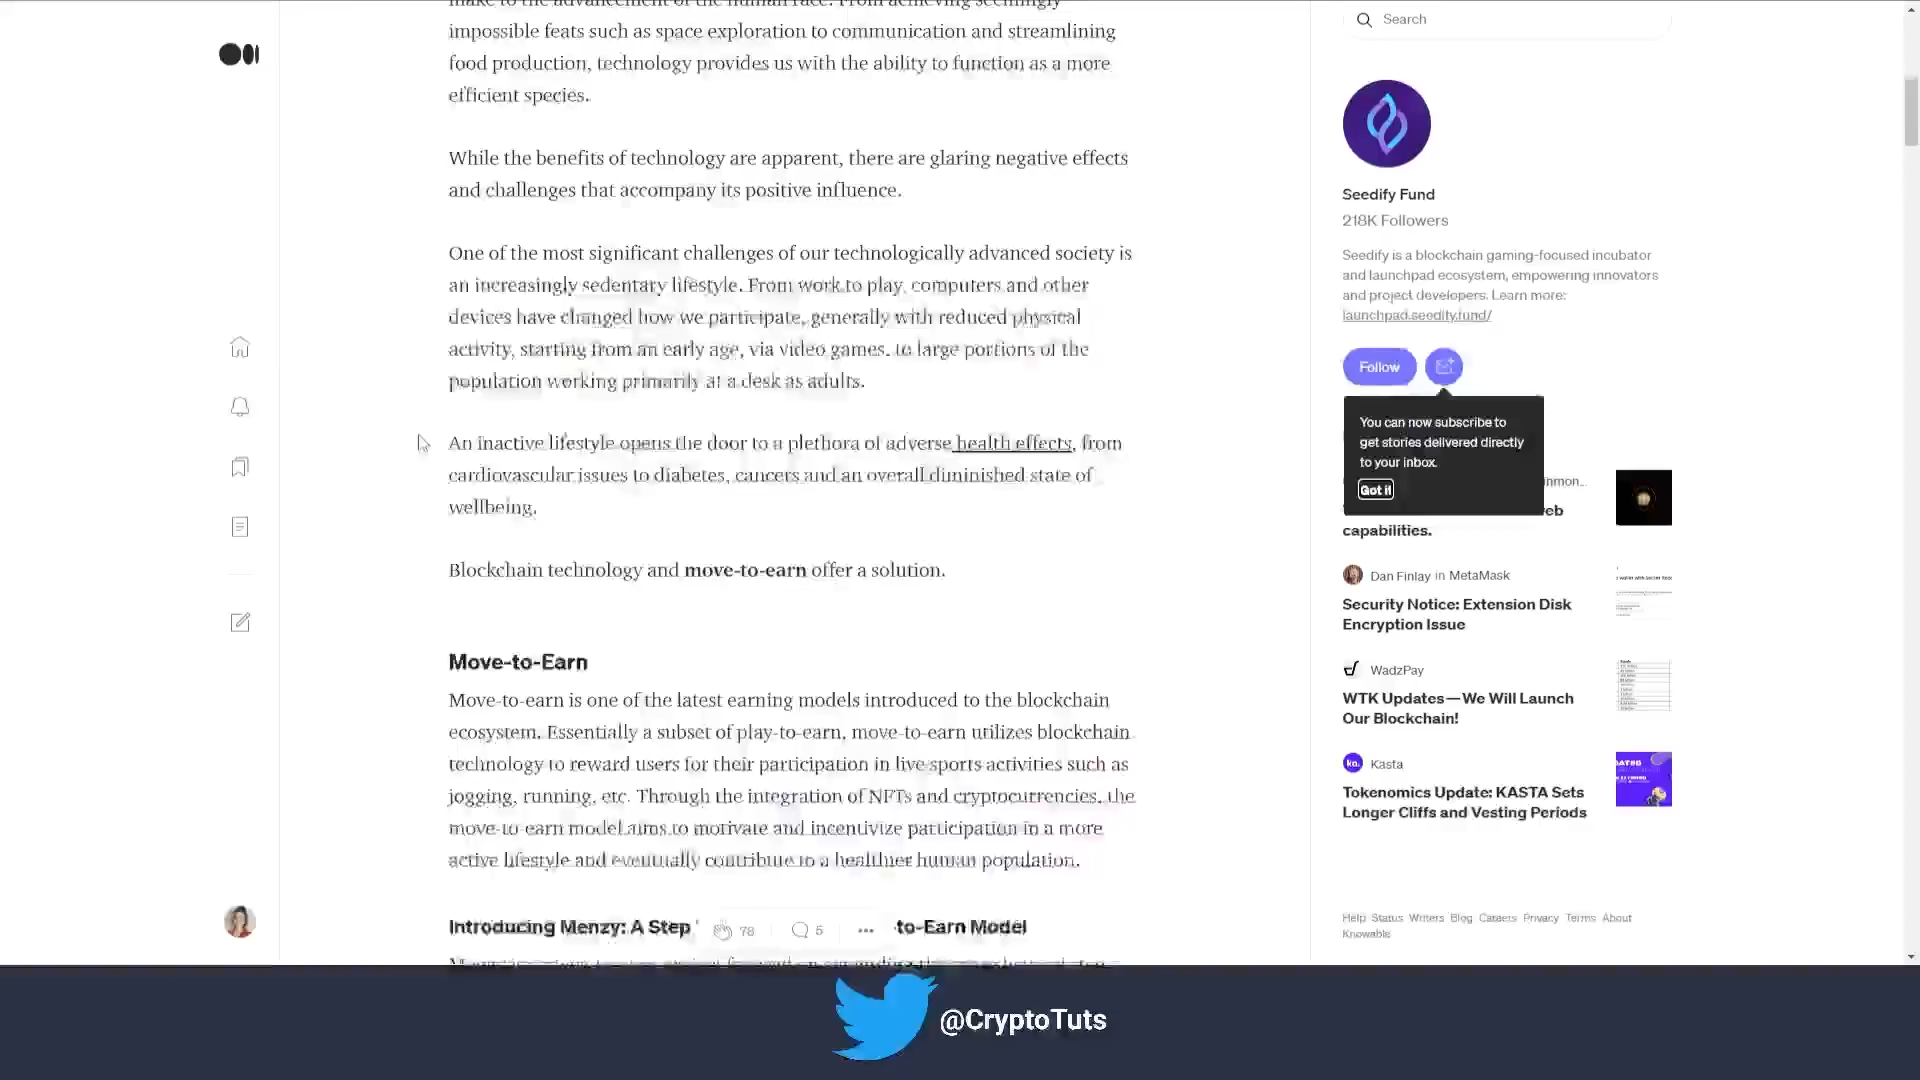 make to the advancement of the human race. From achieving seemingly
impossible feats such as space exploration to communication and streamlining
food production, technology provides us with the ability to function as a more
efficient species.
While the benefits of technology are apparent, there are glaring negative effects
and challenges that accompany its positive influence.
One of the most significant challenges of our technologically advanced society is
an increasingly sedentary lifestyle. From work to play, computers and other
devices have changed how we participate, generally with reduced physical
activity, starting from an early age, via video games, to large portions of the
population working primarily at a desk as adults.
An inactive lifestyle opens the door to a plethora of adverse health effects, from
cardiovascular issues to diabetes, cancers and an overall diminished state of
wellbeing.
Blockchain technology and move-to-earn offer a solution.
Move-to-Earn
Move-to-earn is one of the latest earning models introduced to the blockchain
ecosystem. Essentially a subset of play-to-earn, move-to-earn utilizes blockchain
technology to reward users for their participation in live sports activities such as
jogging, running, etc. Through the integration of NFTs and cryptocurrencies, the
move-to-earn model aims to motivate and incentivize participation in a more
active lifestyle and eventually contribute to a healthier human population.
Introducing Menzy: A Step
to-Earn Model
78
5
Search
Seedify Fund
218K Followers
Seedify is a blockchain gaming-focused incubator
and launchpad ecosystem, empowering innovators
and project developers. Learn more:
launchpad.seedify.fund/
Follow
You can now subscribe to
get stories delivered directly
to your inbox.
Got it
inmon...
eb
capabilities.
Dan Finlay in MetaMask
Security Notice: Extension Disk
Encryption Issue
WadzPay
WTK Updates — We Will Launch
Our Blockchain!
ka.
Kasta
Tokenomics Update: KASTA Sets
Longer Cliffs and Vesting Periods
Help Status Writers Blog Careers Privacy Terms About
Knowable
@CryptoTuts